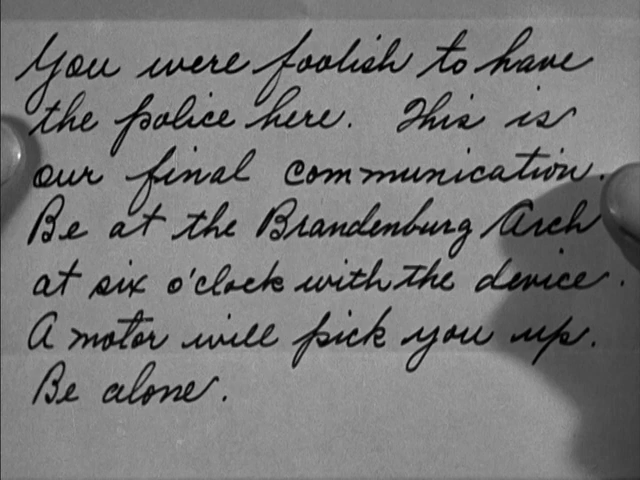 You were foolish to have
the police here. This is
our final communication.
Be at the Brandenburg Arch
at six o'clock with the device.
A motor will pick you up.
Be alone.